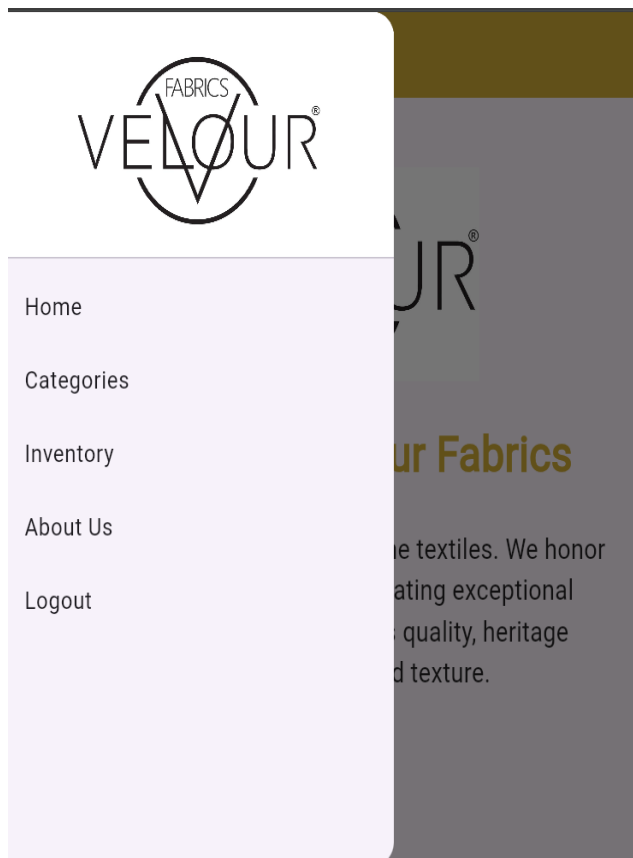 FABRICS
VELOUR®
Home
Categories
Inventory
About Us
Logout
UR®
ur Fabrics
e textiles. We honor
ating exceptional
quality, heritage
d texture.